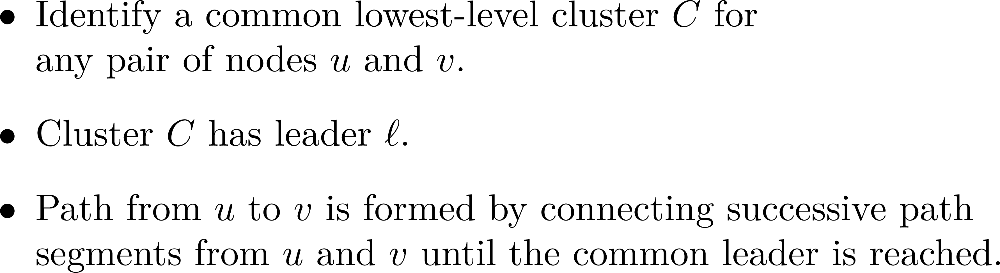 • Identify a common lowest-level cluster C for
any pair of nodes u and v.
• Cluster C has leader ℓ.
• Path from u to v is formed by connecting successive path
segments from u and v until the common leader is reached.